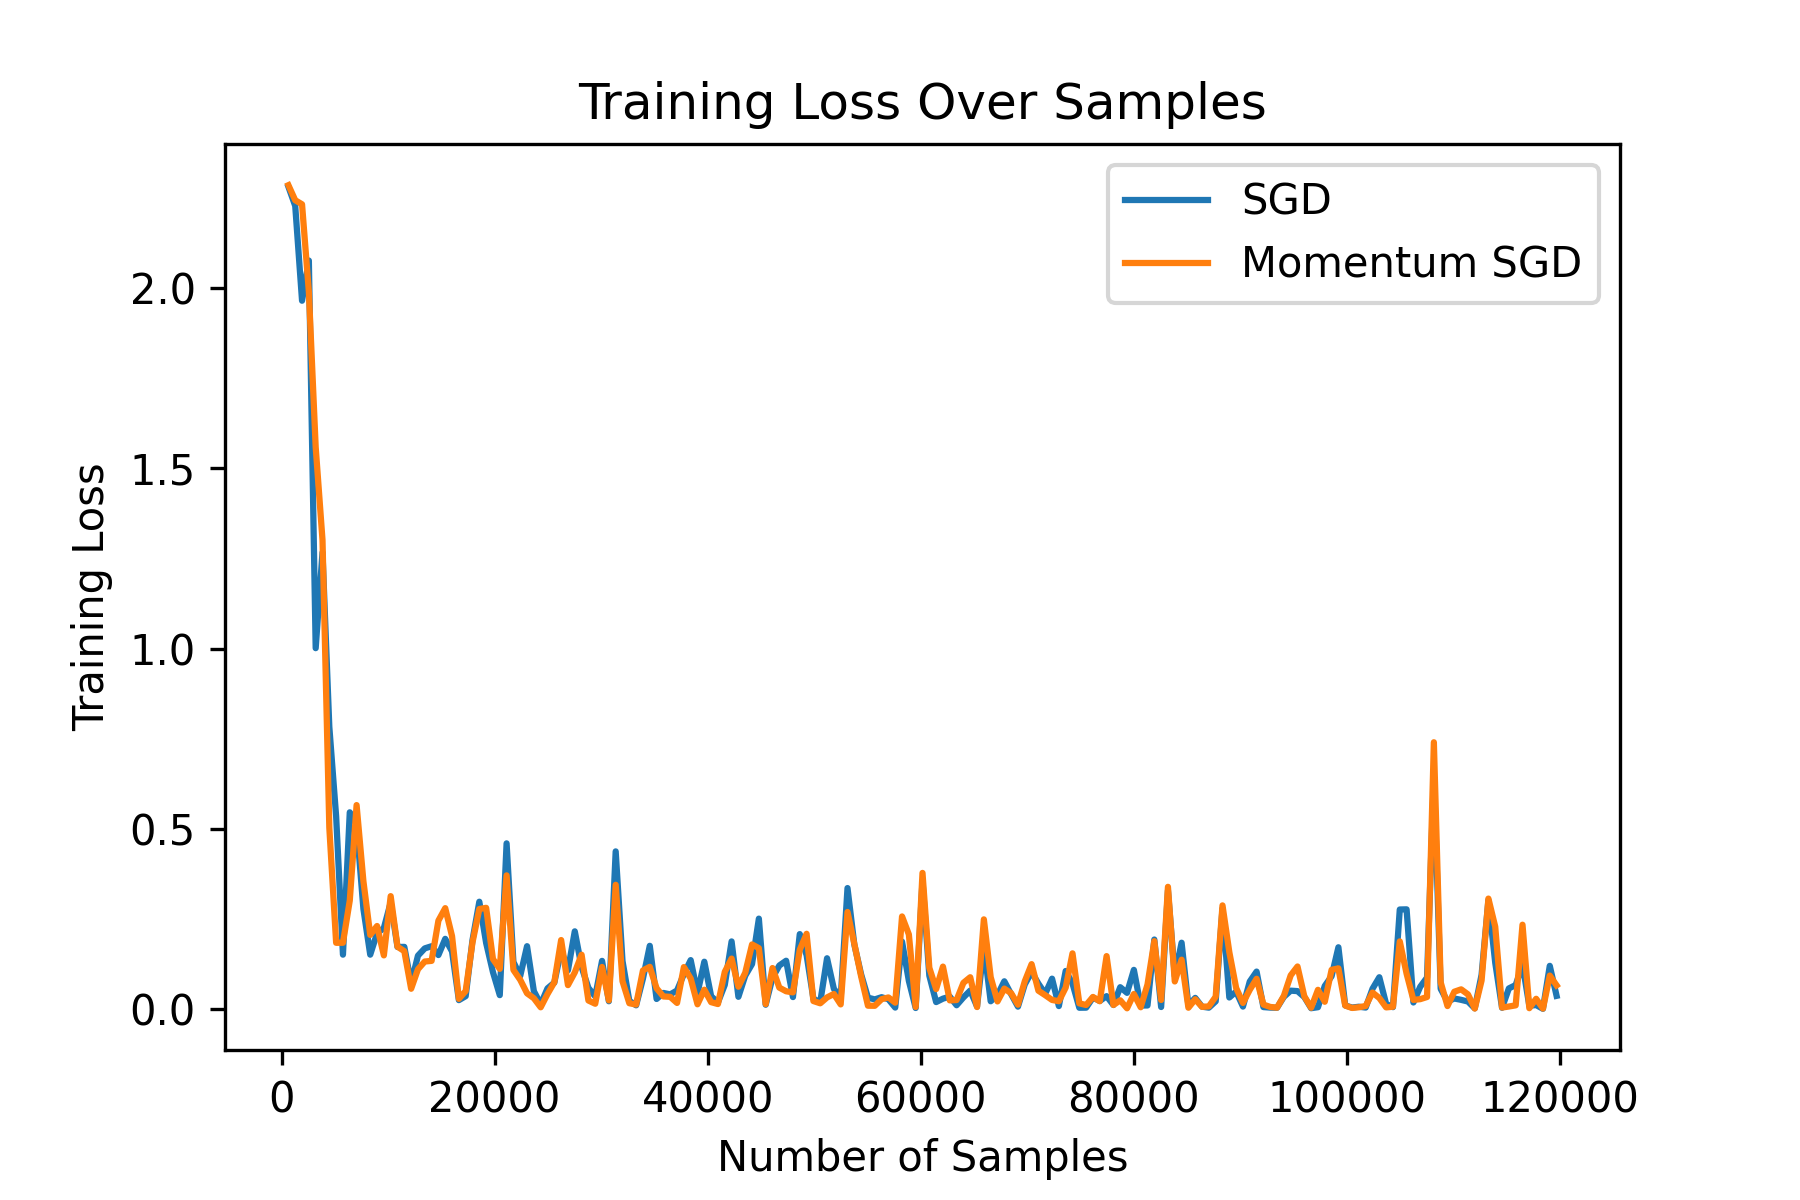 Training Loss Over Samples
SGD
Momentum SGD
2.0
1.5
1.0
0.5
0.0
Training Loss
0 20000 40000 60000 80000 100000 120000
Number of Samples